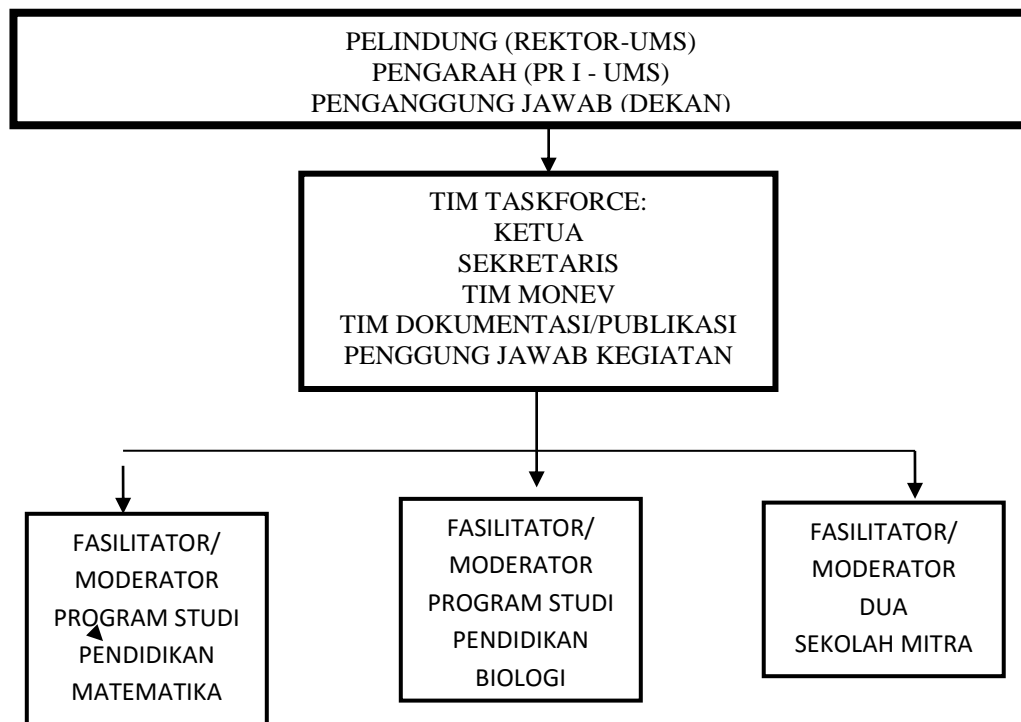 PELINDUNG (REKTOR-UMS)
PENGARAH (PR I - UMS)
PENGANGGUNG JAWAB (DEKAN)
TIM TASKFORCE:
KETUA
SEKRETARIS
TIM MONEV
TIM DOKUMENTASI/PUBLIKASI
PENGGUNG JAWAB KEGIATAN
FASILITATOR/
MODERATOR
PROGRAM STUDI
PENDIDIKAN
MATEMATIKA
FASILITATOR/
MODERATOR
PROGRAM STUDI
PENDIDIKAN
BIOLOGI
FASILITATOR/
MODERATOR
DUA
SEKOLAH MITRA